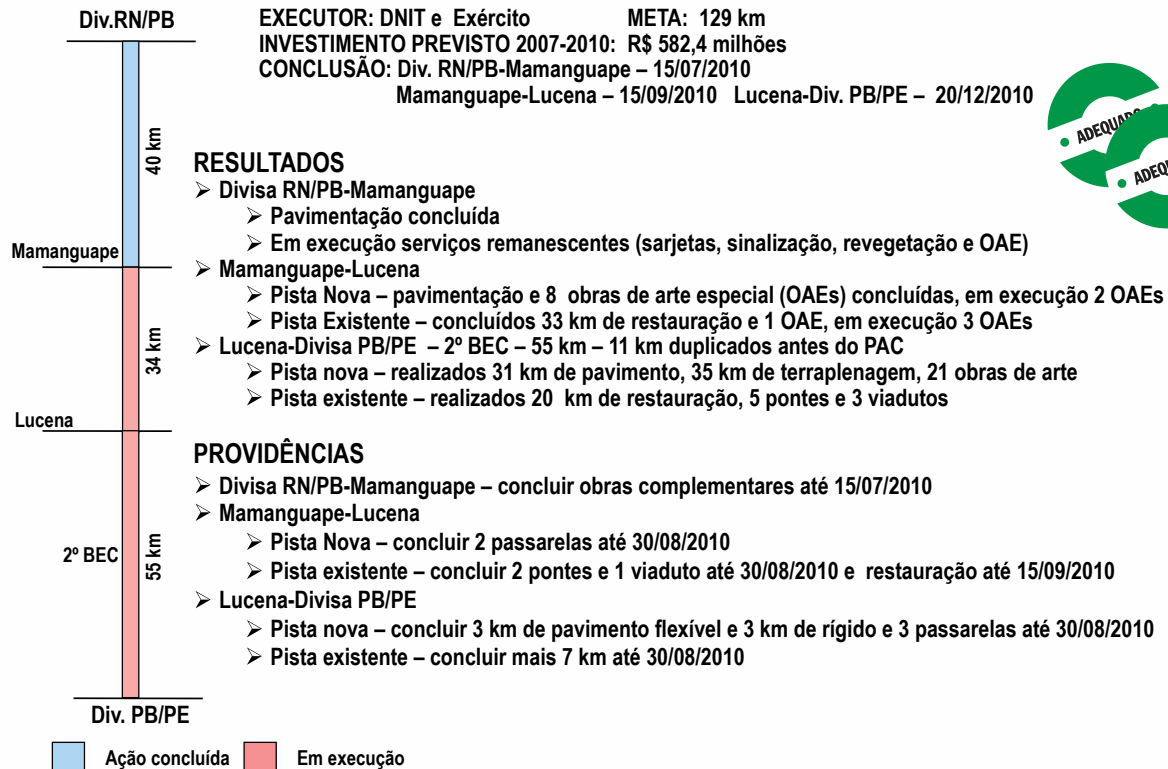 Div.RN/PB
EXECUTOR: DNIT e Exército META: 129 km
INVESTIMENTO PREVISTO 2007-2010: R$ 582,4 milhões
CONCLUSÃO: Div. RN/PB-Mamanguape – 15/07/2010
Mamanguape-Lucena – 15/09/2010 Lucena-Div. PB/PE – 20/12/2010
ADEQUADO
40 km
RESULTADOS
➢ Divisa RN/PB-Mamanguape
➢ Pavimentação concluída
➢ Em execução serviços remanescentes (sarjetas, sinalização, revegetação e OAE)
Mamanguape
➢ Mamanguape-Lucena
➢ Pista Nova – pavimentação e 8 obras de arte especial (OAEs) concluídas, em execução 2 OAEs
➢ Pista Existente – concluídos 33 km de restauração e 1 OAE, em execução 3 OAEs
34 km
➢ Lucena-Divisa PB/PE – 2º BEC – 55 km – 11 km duplicados antes do PAC
➢ Pista nova – realizados 31 km de pavimento, 35 km de terraplenagem, 21 obras de arte
➢ Pista existente – realizados 20 km de restauração, 5 pontes e 3 viadutos
Lucena
PROVIDÊNCIAS
➢ Divisa RN/PB-Mamanguape – concluir obras complementares até 15/07/2010
➢ Mamanguape-Lucena
➢ Pista Nova – concluir 2 passarelas até 30/08/2010
2º BEC
55 km
➢ Pista existente – concluir 2 pontes e 1 viaduto até 30/08/2010 e restauração até 15/09/2010
➢ Lucena-Divisa PB/PE
➢ Pista nova – concluir 3 km de pavimento flexível e 3 km de rígido e 3 passarelas até 30/08/2010
➢ Pista existente – concluir mais 7 km até 30/08/2010
Div. PB/PE
Ação concluída Em execução